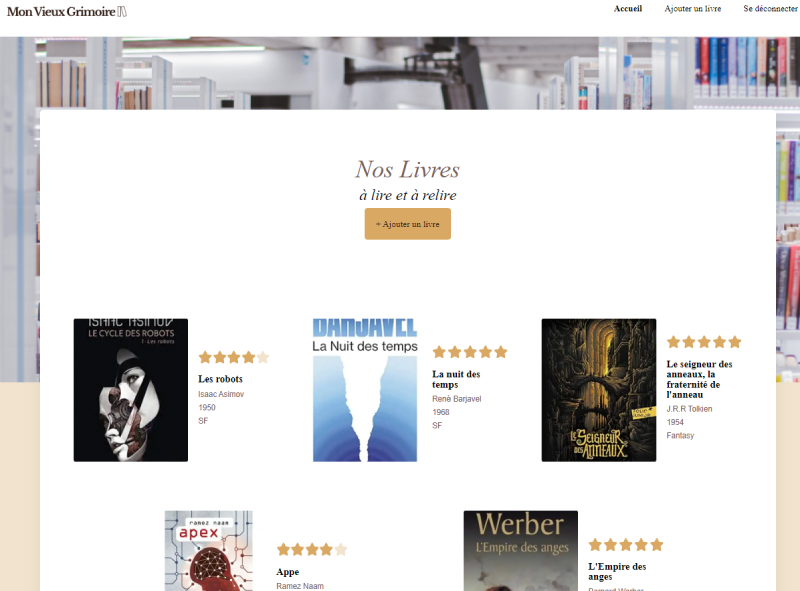 Mon Vieux Grimoire
Accueil
Ajouter un livre
Se déconnecter
Nos Livres
à lire et à relire
+ Ajouter un livre
ISAAC ASIMOV
LE CYCLE DES ROBOTS
1 - Les robots
Les robots
Isaac Asimov
1950
SF
BARJAVEL
La Nuit des temps
La nuit des
temps
René Barjavel
1968
SF
LE SEIGNEUR
DES ANNEAUX
FOLIO
JUNIOR
Le seigneur des
anneaux, la
fraternité de
l'anneau
J.R.R Tolkien
1954
Fantasy
ramez naam
apex
Appe
Ramez Naam
Werber
L'Empire des anges
L'Empire des
anges
Bernard Werber